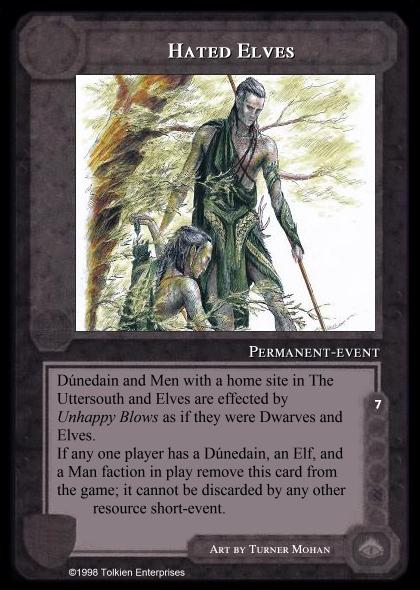 HATED ELVES
PERMANENT-EVENT
Dúnedain and Men with a home site in The
Uttersouth and Elves are effected by
Unhappy Blows as if they were Dwarves and
Elves.
If any one player has a Dúnedain, an Elf, and
a Man faction in play remove this card from
the game; it cannot be discarded by any other
resource short-event.
7
ART BY TURNER MOHAN
©1998 Tolkien Enterprises